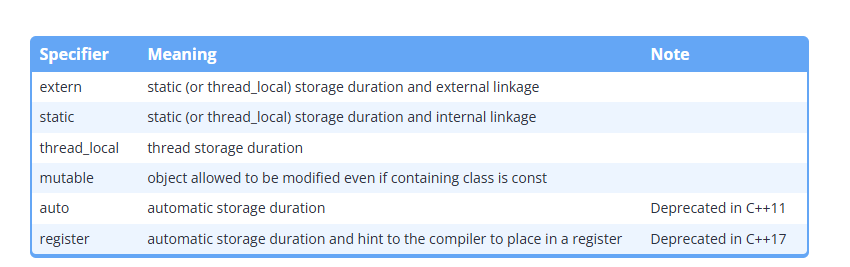 Specifier Meaning Note
extern static (or thread_local) storage duration and external linkage
static static (or thread_local) storage duration and internal linkage
thread_local thread storage duration
mutable object allowed to be modified even if containing class is const
auto automatic storage duration Deprecated in C++11
register automatic storage duration and hint to the compiler to place in a register Deprecated in C++17